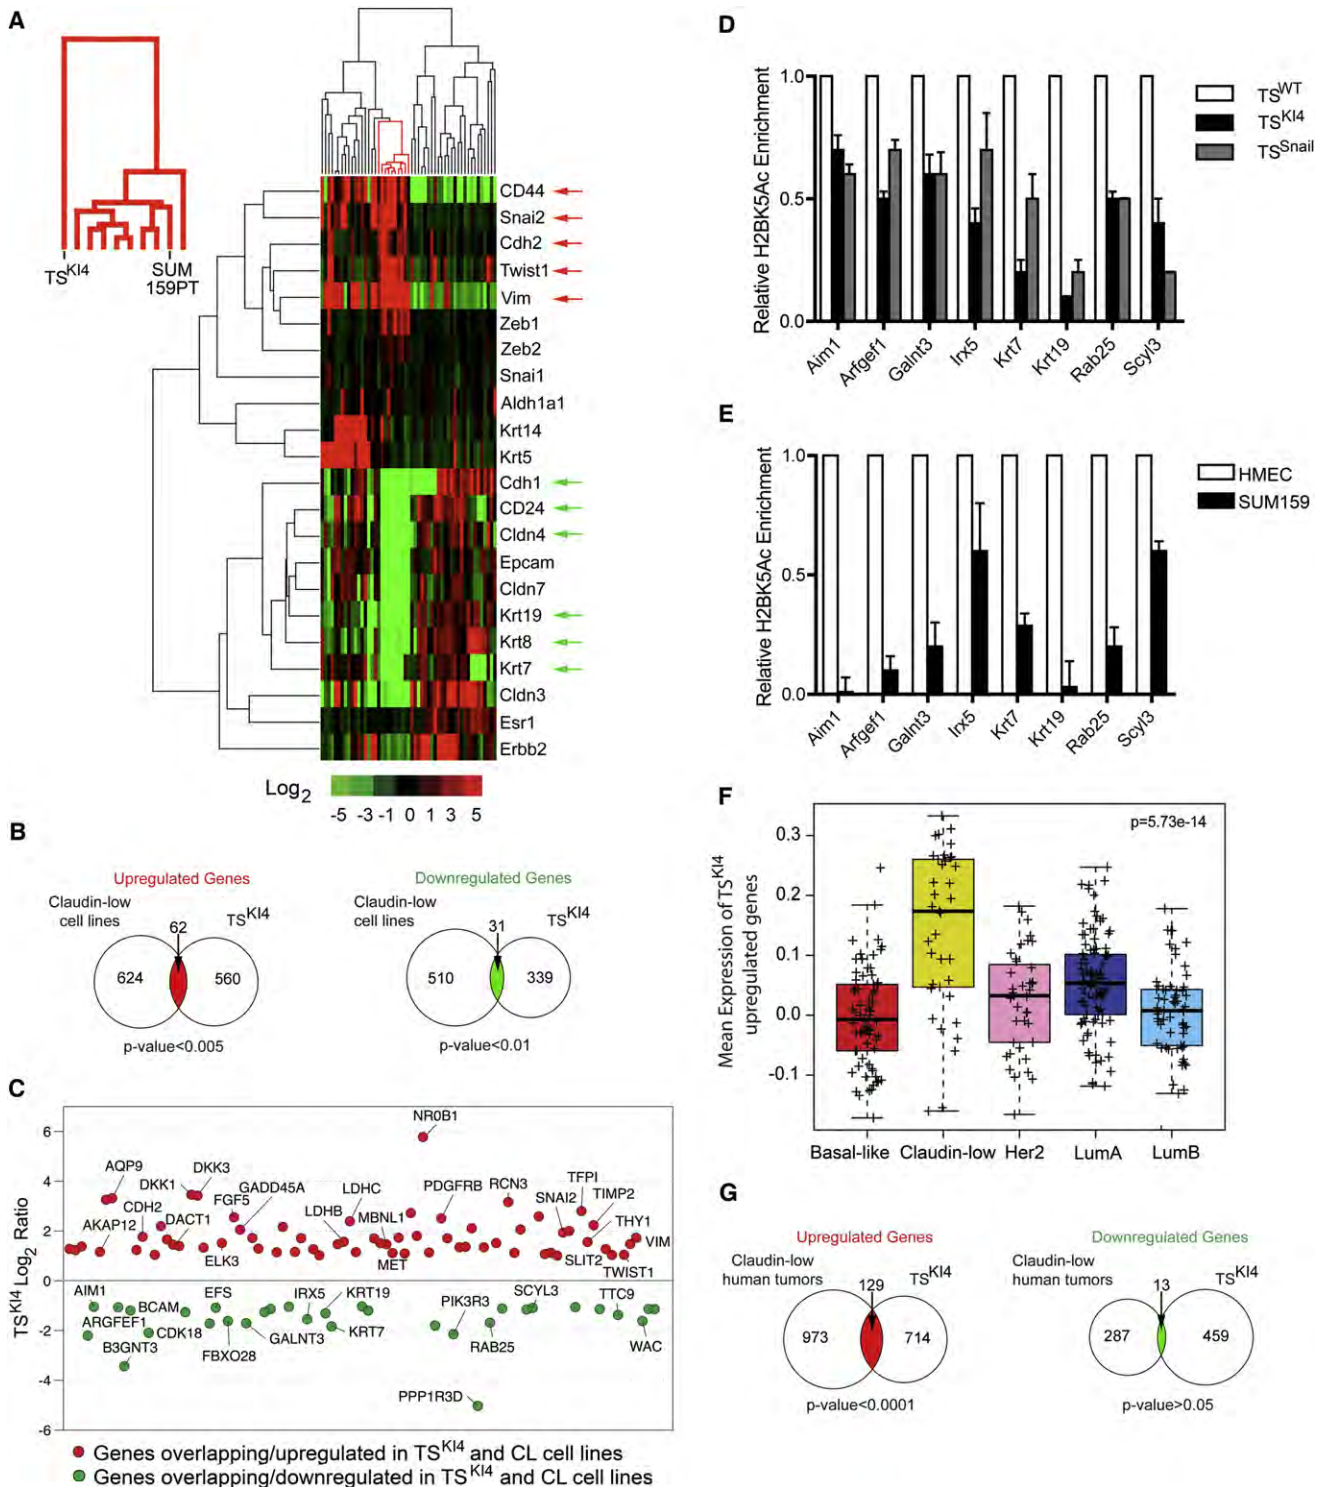 A
TS^KI4
SUM
159PT
CD44
Snai2
Cdh2
Twist1
Vim
Zeb1
Zeb2
Snai1
Aldh1a1
Krt14
Krt5
Cdh1
CD24
Cldn4
Epcam
Cldn7
Krt19
Krt8
Krt7
Cldn3
Esr1
Erbb2
Log2
-5 -3 -1 0 1 3 5
B
Upregulated Genes
Claudin-low
cell lines
62
TS^KI4
624
560
p-value<0.005
Downregulated Genes
Claudin-low
cell lines
31
TS^KI4
510
339
p-value<0.01
C
TS^KI4 Log2 Ratio
6
4
2
0
-2
-4
-6
NR0B1
AQP9
DKK1
DKK3
CDH2
FGF5
GADD45A
LDHC
PDGFRB
RCN3
TFPI
SNAI2
TIMP2
AKAP12
DACT1
LDHB
MBNL1
THY1
VIM
ELK3
MET
SLIT2
TWIST1
AIM1
BCAM
EFS
IRX5
KRT19
SCYL3
TTC9
PIK3R3
ARGFEF1
CDK18
GALNT3
KRT7
RAB25
WAC
B3GNT3
FBXO28
PPP1R3D
Genes overlapping/upregulated in TS^KI4 and CL cell lines
Genes overlapping/downregulated in TS^KI4 and CL cell lines
D
Relative H2BK5Ac Enrichment
1.0
0.5
0.0
Aim1 Arfgef1 Galnt3 Irx5 Krt7 Krt19 Rab25 Scyl3
TS^WT
TS^KI4
TS^Snail
E
Relative H2BK5Ac Enrichment
1.0
0.5
0.0
Aim1 Arfgef1 Galnt3 Irx5 Krt7 Krt19 Rab25 Scyl3
HMEC
SUM159
F
Mean Expression of TS^KI4
upregulated genes
0.3
0.2
0.1
0.0
-0.1
p=5.73e-14
Basal-like Claudin-low Her2 LumA LumB
G
Upregulated Genes
Claudin-low
human tumors
129
TS^KI4
973
714
p-value<0.0001
Downregulated Genes
Claudin-low
human tumors
13
TS^KI4
287
459
p-value>0.05